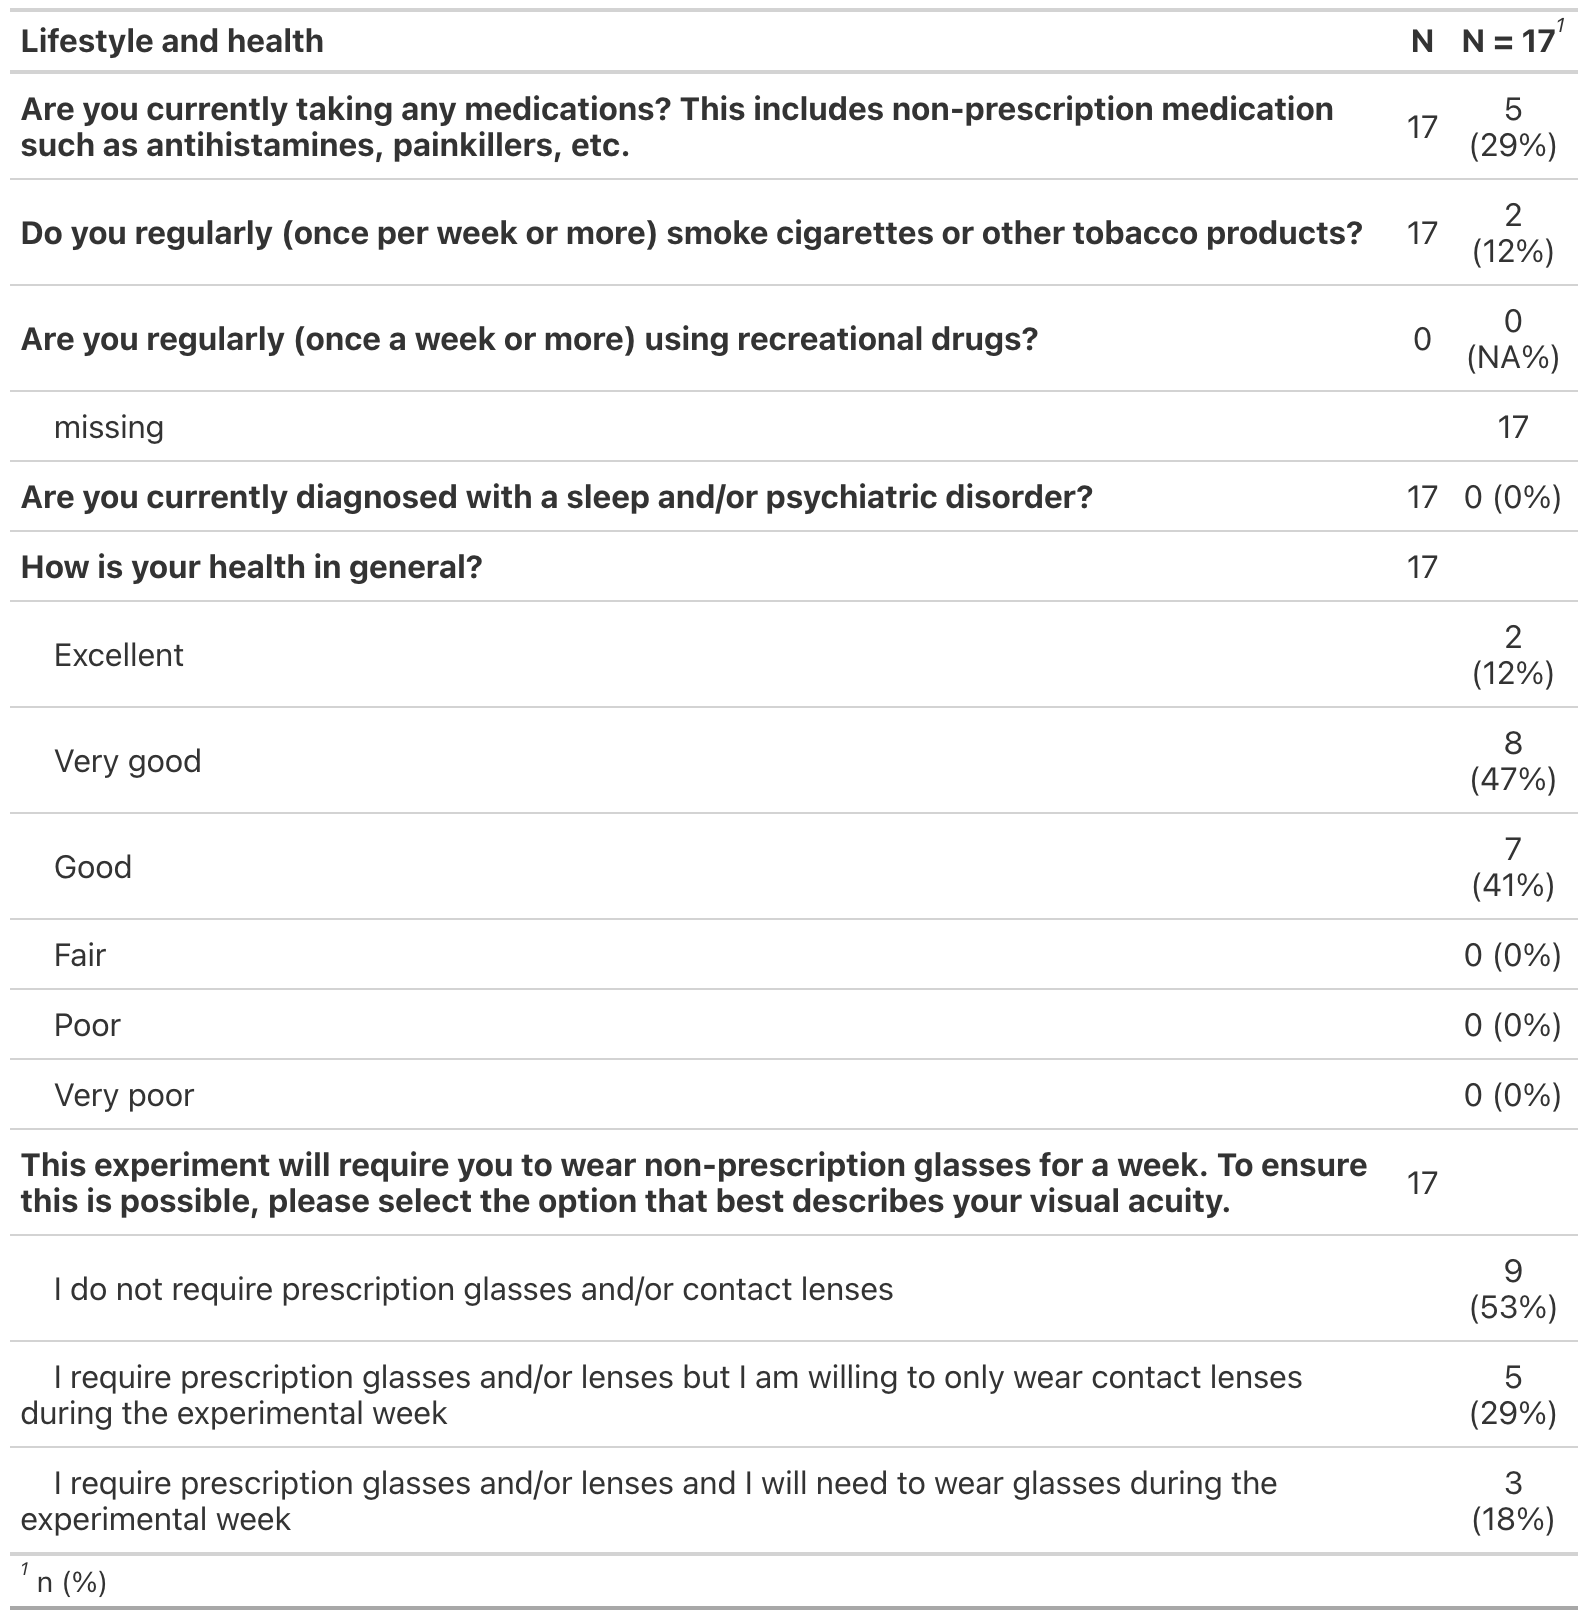 Lifestyle and health N N = 17¹
Are you currently taking any medications? This includes non-prescription medication
such as antihistamines, painkillers, etc.
17
5
(29%)
Do you regularly (once per week or more) smoke cigarettes or other tobacco products?
17
2
(12%)
Are you regularly (once a week or more) using recreational drugs?
0
0
(NA%)
missing 17
Are you currently diagnosed with a sleep and/or psychiatric disorder? 17 0 (0%)
How is your health in general? 17
Excellent
2
(12%)
Very good
8
(47%)
Good
7
(41%)
Fair 0 (0%)
Poor 0 (0%)
Very poor 0 (0%)
This experiment will require you to wear non-prescription glasses for a week. To ensure
this is possible, please select the option that best describes your visual acuity.
17
I do not require prescription glasses and/or contact lenses
9
(53%)
I require prescription glasses and/or lenses but I am willing to only wear contact lenses
during the experimental week
5
(29%)
I require prescription glasses and/or lenses and I will need to wear glasses during the
experimental week
3
(18%)
¹ n (%)